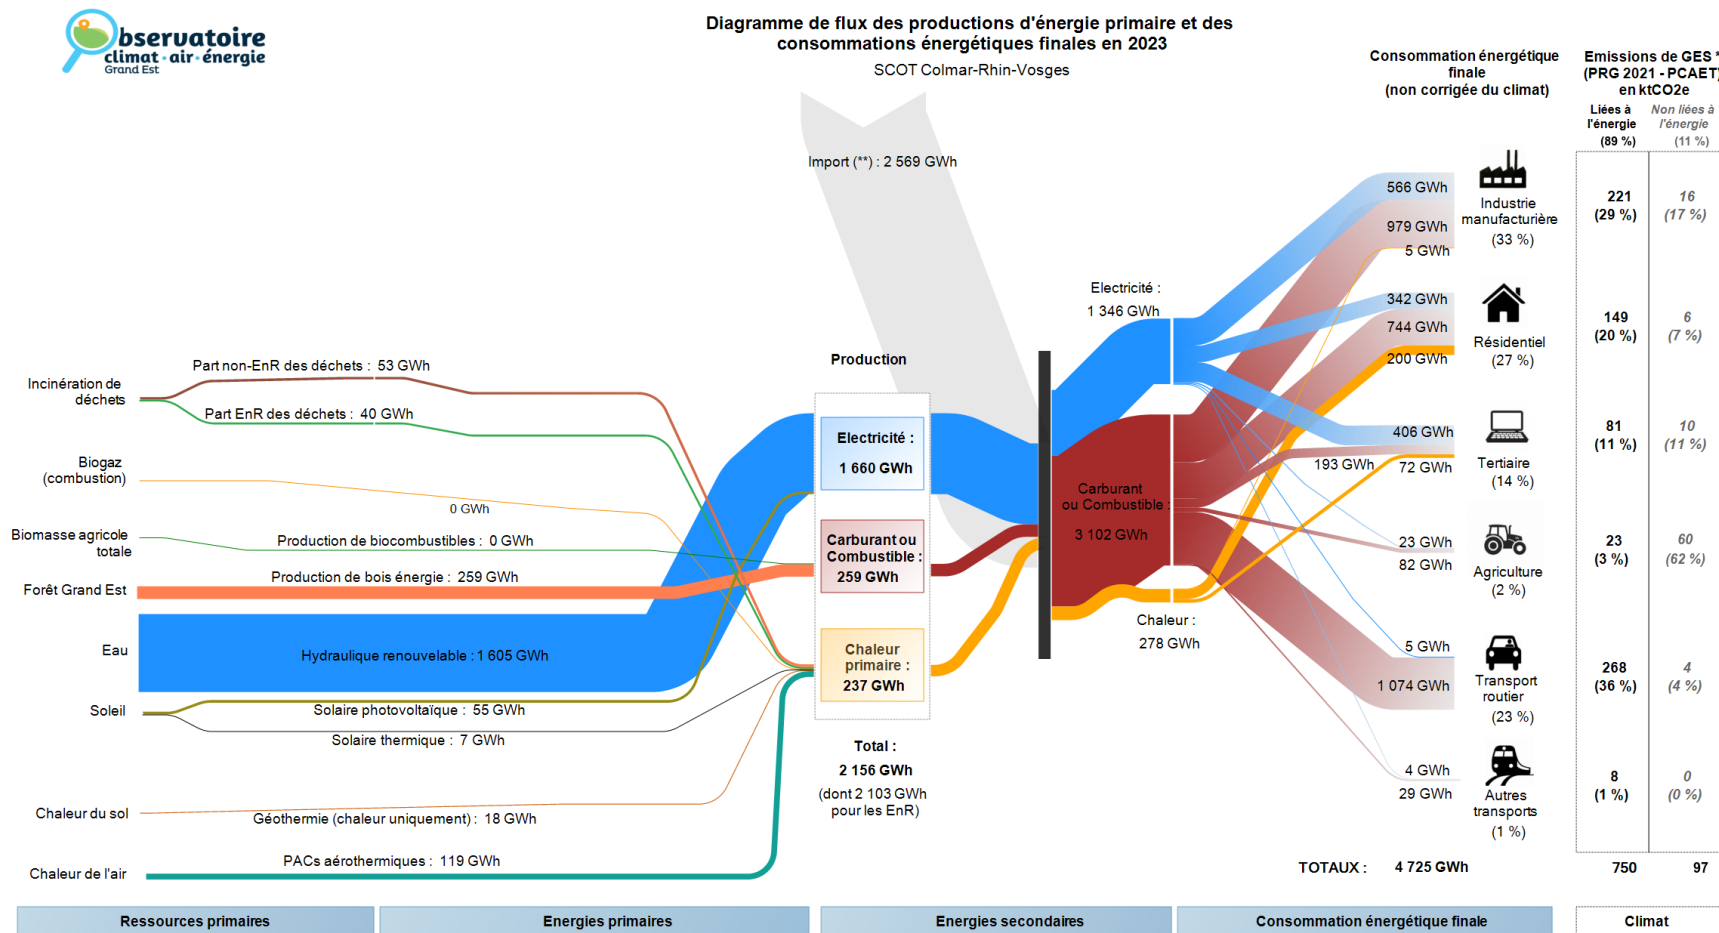 Observatoire
climat · air · énergie
Grand Est
Diagramme de flux des productions d'énergie primaire et des
consommations énergétiques finales en 2023
SCOT Colmar-Rhin-Vosges
Consommation énergétique
finale
(non corrigée du climat)
Emissions de GES *
(PRG 2021 - PCAET)
en ktCO2e
Liées à
l'énergie
(89 %)
Non liées à
l'énergie
(11 %)
Import (**) : 2 569 GWh
566 GWh
979 GWh
5 GWh
Industrie
manufacturière
(33 %)
221
(29 %)
16
(17 %)
Electricité :
1 346 GWh
342 GWh
744 GWh
200 GWh
Résidentiel
(27 %)
149
(20 %)
6
(7 %)
Incinération de
déchets
Part non-EnR des déchets : 53 GWh
Part EnR des déchets : 40 GWh
Production
Electricité :
1 660 GWh
406 GWh
193 GWh
72 GWh
Tertiaire
(14 %)
81
(11 %)
10
(11 %)
Biogaz
(combustion)
0 GWh
Carburant
ou Combustible :
3 102 GWh
Biomasse agricole
totale
Production de biocombustibles : 0 GWh
Carburant ou
Combustible :
259 GWh
23 GWh
82 GWh
Agriculture
(2 %)
23
(3 %)
60
(62 %)
Forêt Grand Est
Production de bois énergie : 259 GWh
Eau
Hydraulique renouvelable : 1 605 GWh
Chaleur
primaire :
237 GWh
Chaleur :
278 GWh
5 GWh
1 074 GWh
Transport
routier
(23 %)
268
(36 %)
4
(4 %)
Soleil
Solaire photovoltaïque : 55 GWh
Solaire thermique : 7 GWh
Total :
2 156 GWh
(dont 2 103 GWh
pour les EnR)
4 GWh
29 GWh
Autres
transports
(1 %)
8
(1 %)
0
(0 %)
Chaleur du sol
Géothermie (chaleur uniquement) : 18 GWh
Chaleur de l'air
PACs aérothermiques : 119 GWh
TOTAUX : 4 725 GWh
750
97
Ressources primaires
Energies primaires
Energies secondaires
Consommation énergétique finale
Climat